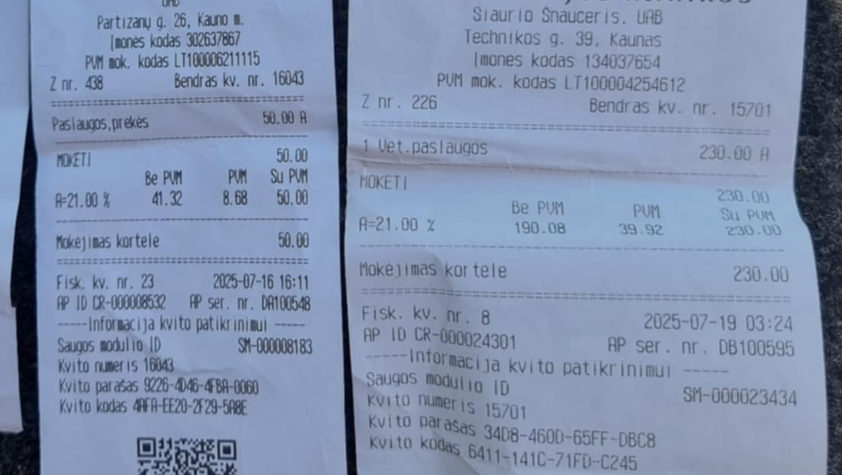 UAB
Partizanų g. 26, Kauno m.
Įmonės kodas 302637867
PVM mok. kodas LT100006211115
Z nr. 438 Bendras kv. nr. 16043
Paslaugos,prekės 50.00 A
MOKĖTI 50.00
Be PVM PVM Su PVM
A=21.00 % 41.32 8.68 50.00
Mokėjimas kortele 50.00
Fisk. kv. nr. 23 2025-07-16 16:11
AP ID CR-000008532 AP ser. nr. DA100548
-----Informacija kvito patikrinimui -----
Saugos modulio ID SM-000008183
Kvito numeris 16043
Kvito parašas 9226-4D46-4FBA-0060
Kvito kodas 4AFA-EE20-2F29-5A8E
Siaurio Šnauceris, UAB
Technikos g. 39, Kaunas
Įmonės kodas 134037654
PVM mok. kodas LT100004254612
Z nr. 226 Bendras kv. nr. 15701
1 Vet.paslaugos 230.00 A
MOKĖTI 230.00
Be PVM PVM Su PVM
A=21.00 % 190.08 39.92 230.00
Mokėjimas kortele 230.00
Fisk. kv. nr. 8 2025-07-19 03:24
AP ID CR-000024301 AP ser. nr. DB100595
-----Informacija kvito patikrinimui -----
Saugos modulio ID SM-000023434
Kvito numeris 15701
Kvito parašas 34D8-460D-65FF-DBC8
Kvito kodas 6411-141C-71FD-C245